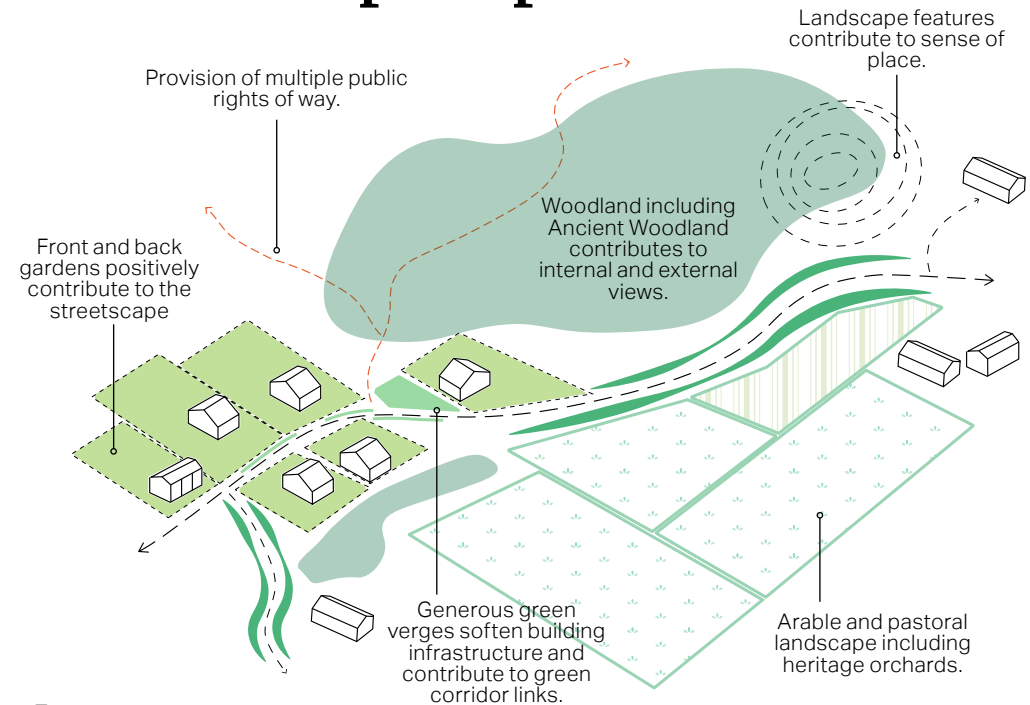 Landscape features
contribute to sense of
place.
Provision of multiple public
rights of way.
Woodland including
Ancient Woodland
contributes to
internal and external
views.
Front and back
gardens positively
contribute to the
streetscape
Generous green
verges soften building
infrastructure and
contribute to green
corridor links.
Arable and pastoral
landscape including
heritage orchards.